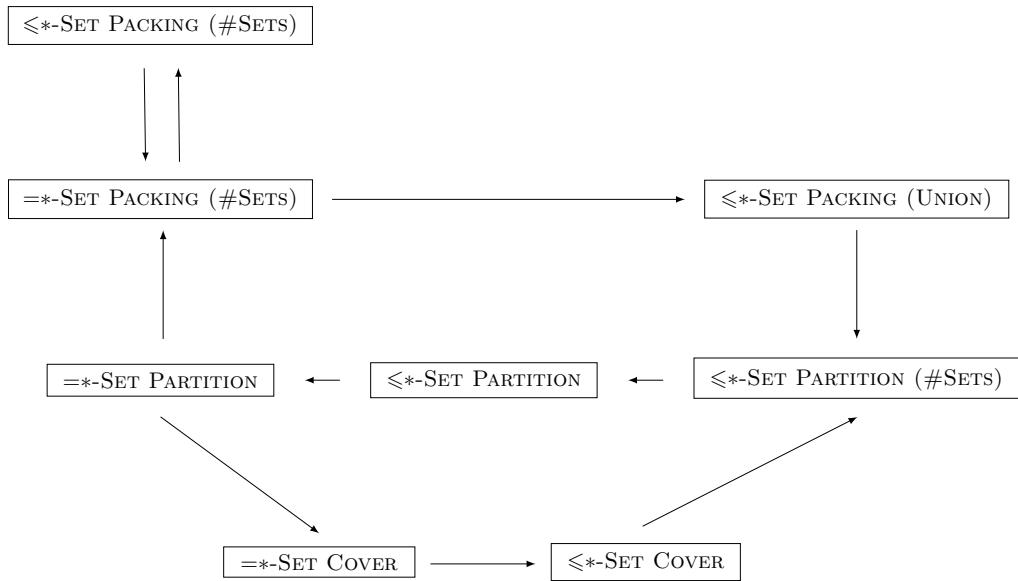 ⩽∗-Set Packing (#Sets)
=∗-Set Packing (#Sets)
⩽∗-Set Packing (Union)
=∗-Set Partition
⩽∗-Set Partition
⩽∗-Set Partition (#Sets)
=∗-Set Cover
⩽∗-Set Cover